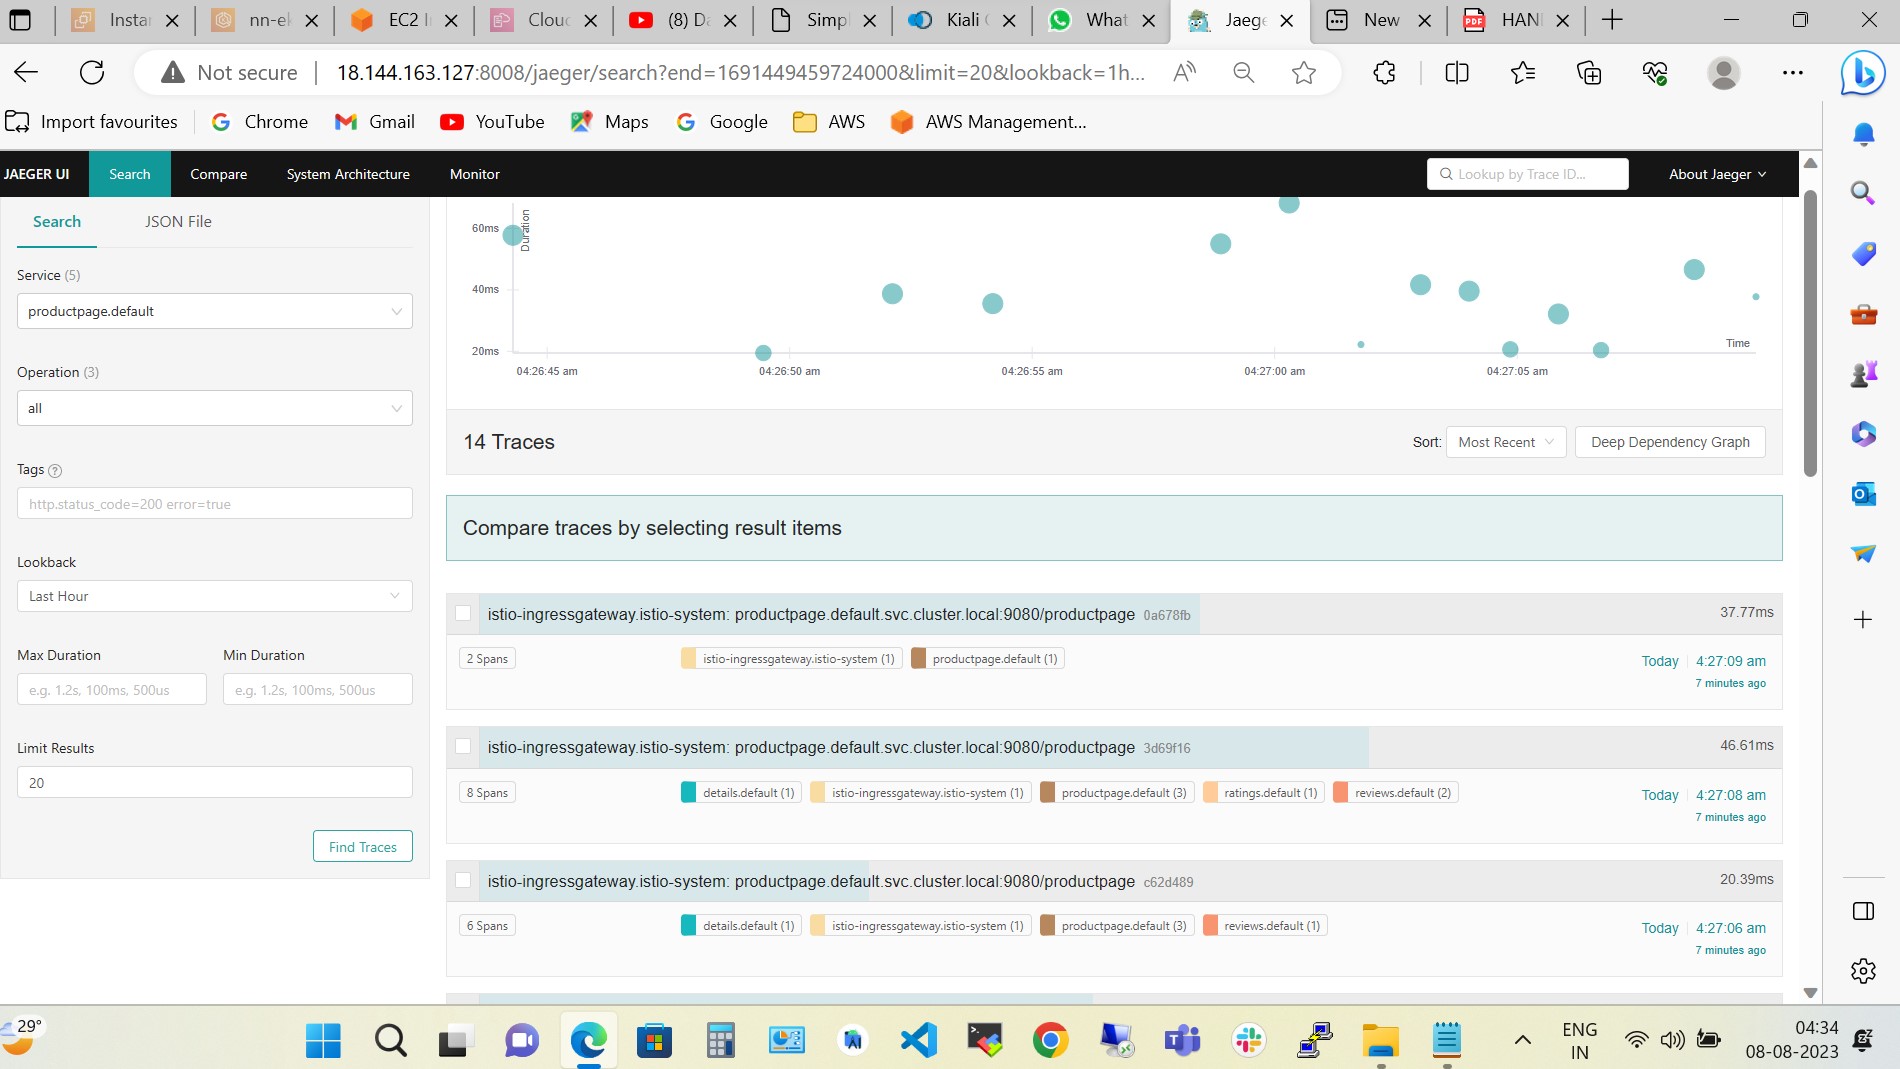 Insta
nn-ek
EC2 I
Clouc
(8) Da
Simpl
Kiali
What
Jaege
New
HAN
Not secure
18.144.163.127:8008/jaeger/search?end=1691449459724000&limit=20&lookback=1h...
Import favourites
Chrome
Gmail
YouTube
Maps
Google
AWS
AWS Management...
JAEGER UI
Search
Compare
System Architecture
Monitor
Lookup by Trace ID...
About Jaeger
Search
JSON File
Service (5)
productpage.default
Operation (3)
all
Tags
http.status_code=200 error=true
Lookback
Last Hour
Max Duration
Min Duration
e.g. 1.2s, 100ms, 500us
e.g. 1.2s, 100ms, 500us
Limit Results
20
Find Traces
Duration
60ms
40ms
20ms
Time
04:26:45 am
04:26:50 am
04:26:55 am
04:27:00 am
04:27:05 am
14 Traces
Sort:
Most Recent
Deep Dependency Graph
Compare traces by selecting result items
istio-ingressgateway.istio-system: productpage.default.svc.cluster.local:9080/productpage 0a678fb
37.77ms
2 Spans
istio-ingressgateway.istio-system (1)
productpage.default (1)
Today
4:27:09 am
7 minutes ago
istio-ingressgateway.istio-system: productpage.default.svc.cluster.local:9080/productpage 3d69f16
46.61ms
8 Spans
details.default (1)
istio-ingressgateway.istio-system (1)
productpage.default (3)
ratings.default (1)
reviews.default (2)
Today
4:27:08 am
7 minutes ago
istio-ingressgateway.istio-system: productpage.default.svc.cluster.local:9080/productpage c62d489
20.39ms
6 Spans
details.default (1)
istio-ingressgateway.istio-system (1)
productpage.default (3)
reviews.default (1)
Today
4:27:06 am
7 minutes ago
29°
ENG
IN
04:34
08-08-2023